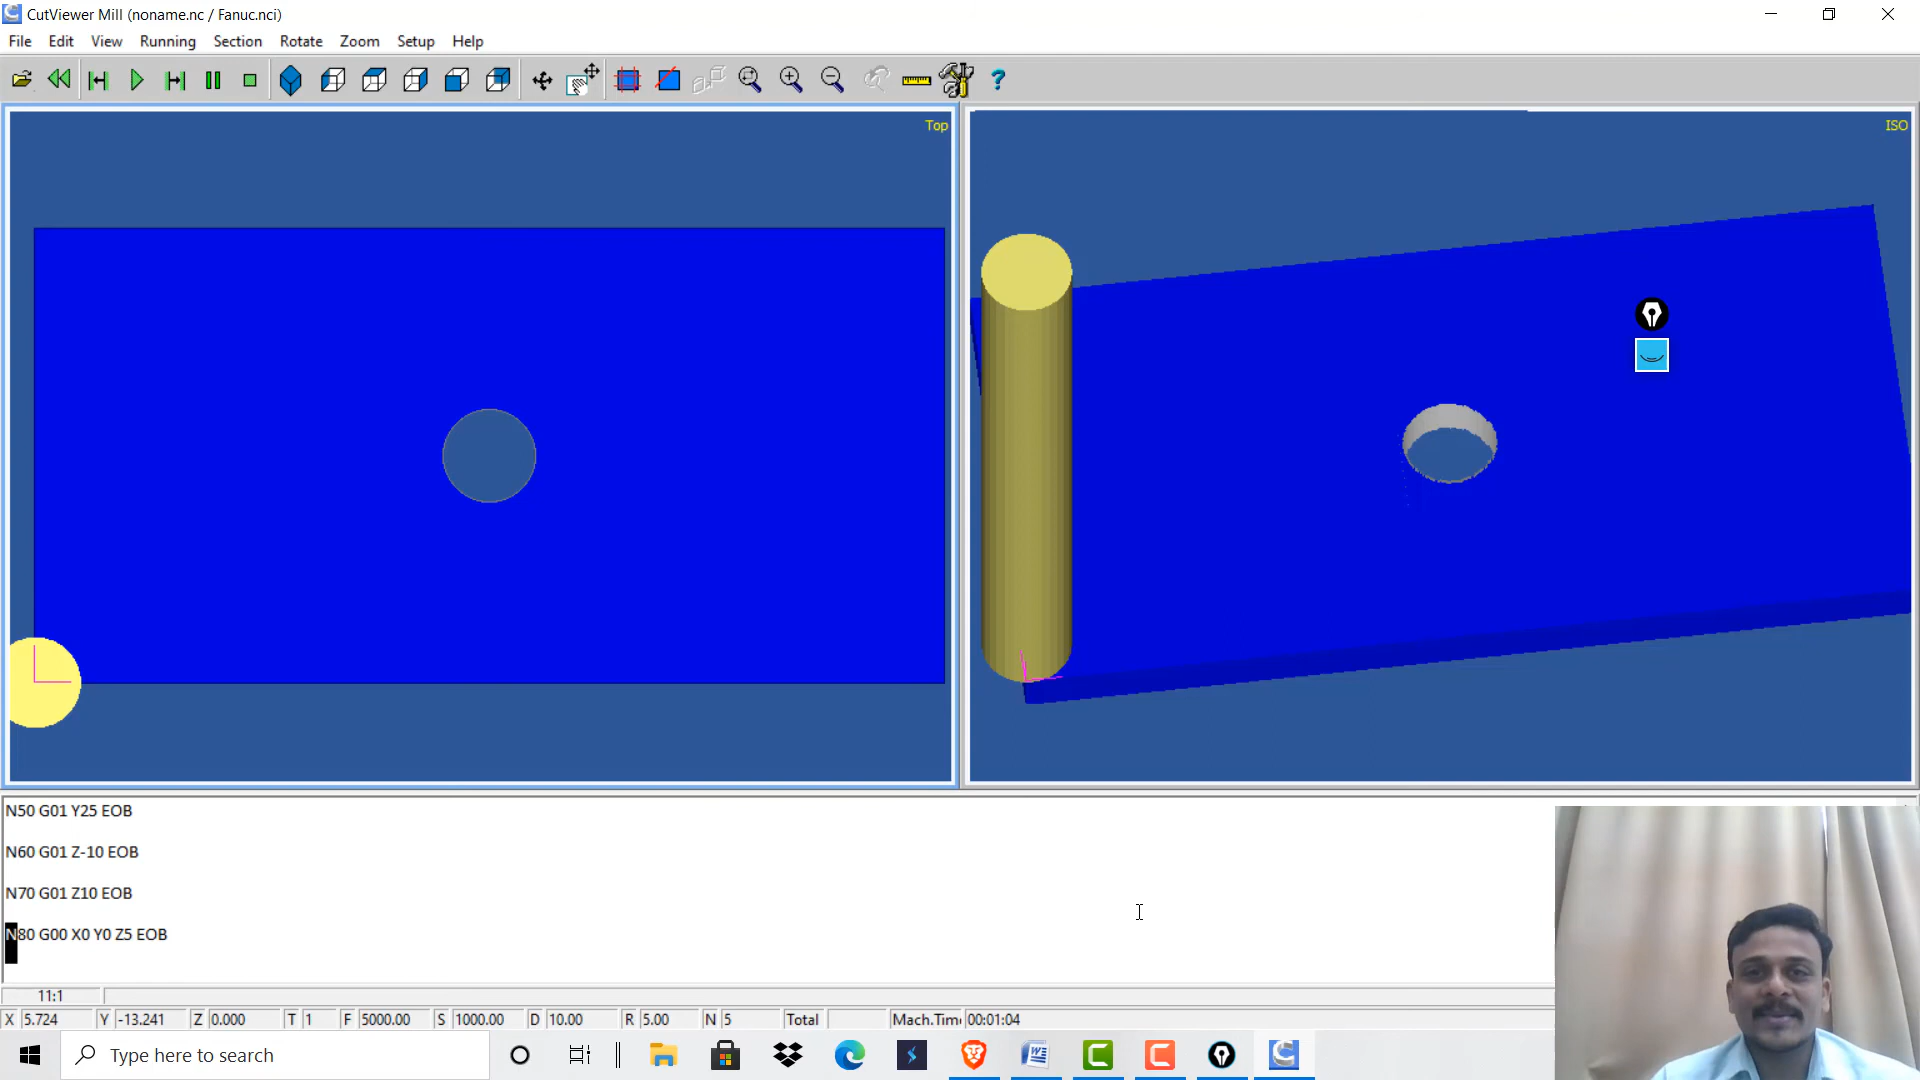 CutViewer Mill (noname.nc / Fanuc.nci)
File Edit View Running Section Rotate Zoom Setup Help
Top
ISO
N50 G01 Y25 EOB
N60 G01 Z-10 EOB
N70 G01 Z10 EOB
N80 G00 X0 Y0 Z5 EOB
11:1
X 5.724 Y -13.241 Z 0.000 T 1 F 5000.00 S 1000.00 D 10.00 R 5.00 N 5 Total Mach.Tim 00:01:04
Type here to search